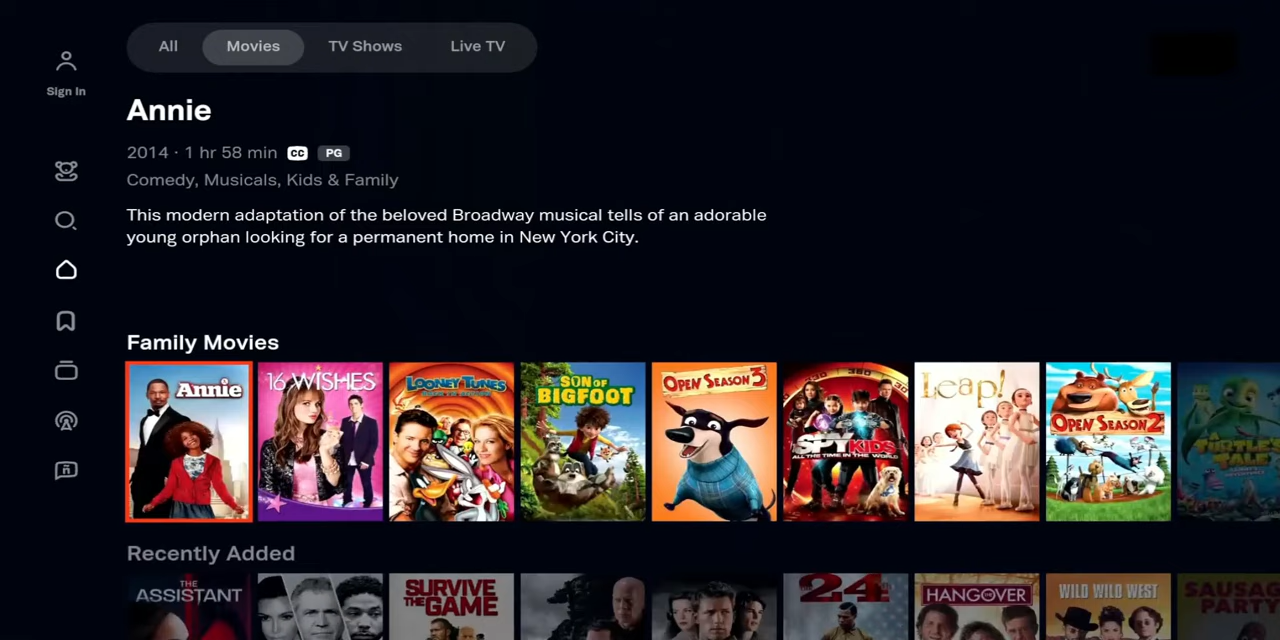 All
Movies
TV Shows
Live TV
Sign In
Annie
2014 · 1 hr 58 min CC PG
Comedy, Musicals, Kids & Family
This modern adaptation of the beloved Broadway musical tells of an adorable
young orphan looking for a permanent home in New York City.
Family Movies
Annie
16 WISHES
LOONEY TUNES
SON OF
BIGFOOT
OPEN SEASON 3
SPY KIDS
ALL THE TIME IN THE WORLD
Leap!
OPEN SEASON 2
TURTLE'S
Recently Added
THE
ASSISTANT
SURVIVE
THE GAME
24
HANGOVER
WILD WILD WEST
SAUSAG
PARTY